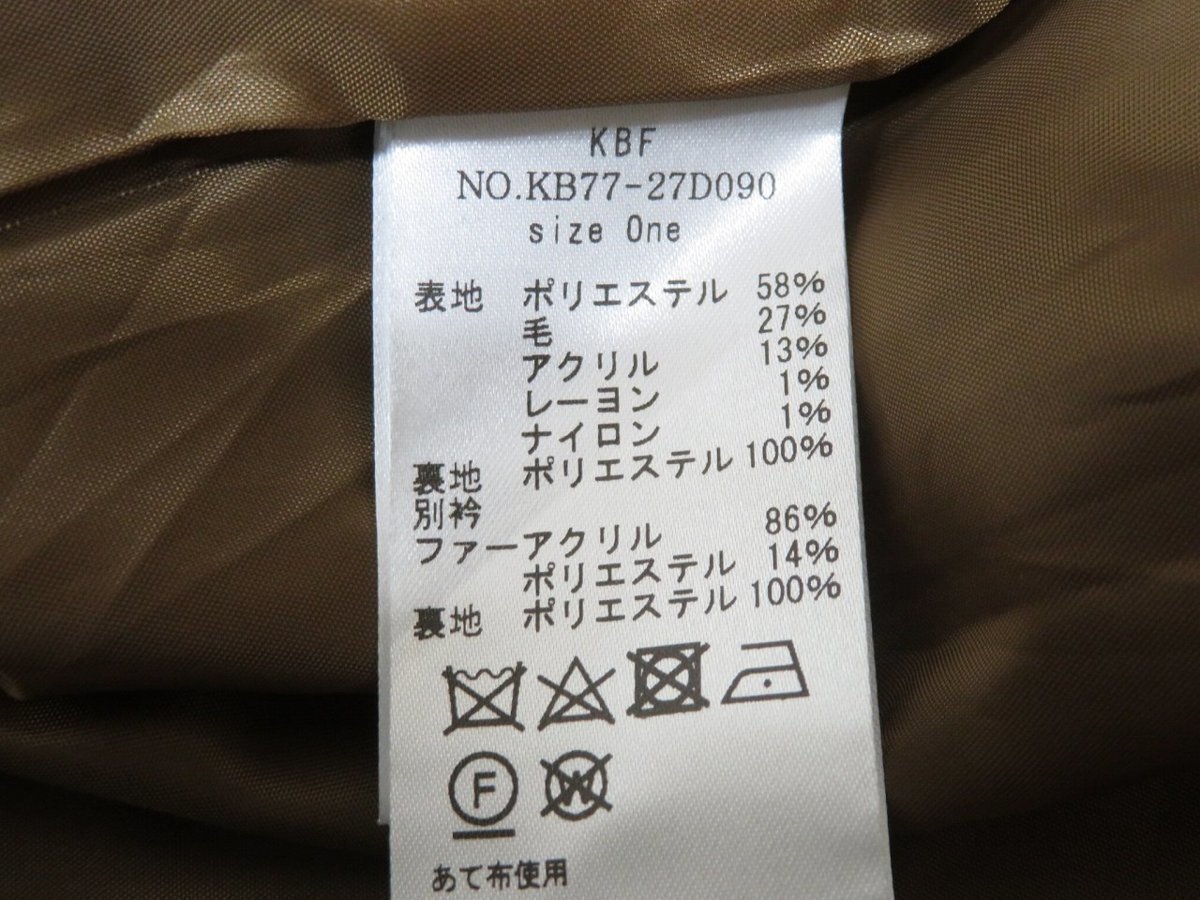 KBF
NO.KB77-27D090
size One
表地 ポリエステル 58%
毛 27%
アクリル 13%
レーヨン 1%
ナイロン 1%
裏地 ポリエステル 100%
別衿
ファーアクリル 86%
ポリエステル 14%
裏地 ポリエステル 100%
F W
あて布使用